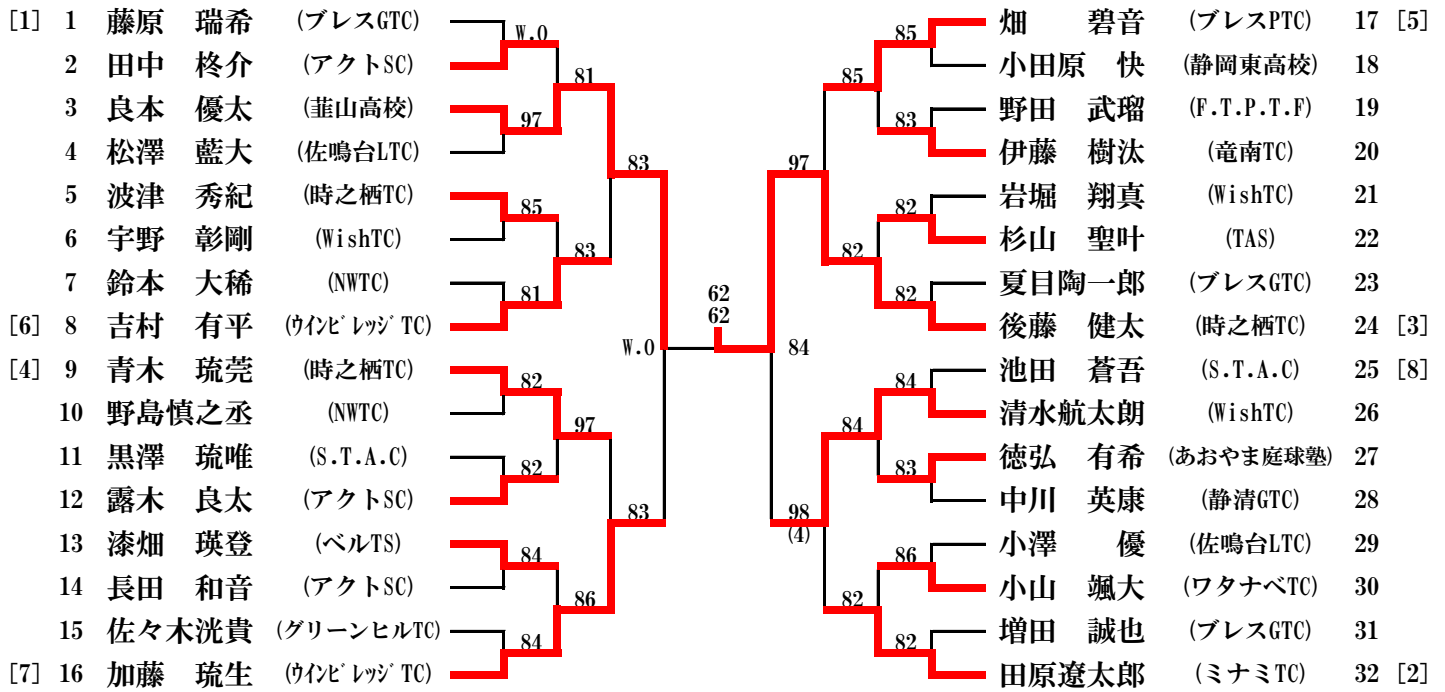 [1] 1 藤原 瑞希 (ブレスGTC)
W.0
2 田中 柊介 (アクトSC)
81
3 良本 優太 (韮山高校)
97
4 松澤 藍大 (佐鳴台LTC)
83
5 波津 秀紀 (時之栖TC)
85
6 宇野 彰剛 (WishTC)
83
7 鈴木 大稀 (NWTC)
81
[6] 8 吉村 有平 (ウインビレッジTC)
W.0
[4] 9 青木 琉莞 (時之栖TC)
82
10 野島慎之丞 (NWTC)
97
11 黒澤 琉唯 (S.T.A.C)
82
12 露木 良太 (アクトSC)
83
13 漆畑 瑛登 (ベルTS)
84
14 長田 和音 (アクトSC)
86
15 佐々木洸貴 (グリーンヒルTC)
84
[7] 16 加藤 琉生 (ウインビレッジTC)
62
62
畑 碧音 (ブレスPTC) 17 [5]
85
小田原 快 (静岡東高校) 18
85
野田 武瑠 (F.T.P.T.F) 19
83
伊藤 樹汰 (竜南TC) 20
97
岩堀 翔真 (WishTC) 21
82
杉山 聖叶 (TAS) 22
82
夏目陶一郎 (ブレスGTC) 23
82
後藤 健太 (時之栖TC) 24 [3]
84
池田 蒼吾 (S.T.A.C) 25 [8]
84
清水航太朗 (WishTC) 26
84
徳弘 有希 (あおやま庭球塾) 27
83
中川 英康 (静清GTC) 28
98
(4)
小澤 優 (佐鳴台LTC) 29
86
小山 颯大 (ワタナベTC) 30
82
増田 誠也 (ブレスGTC) 31
82
田原遼太郎 (ミナミTC) 32 [2]